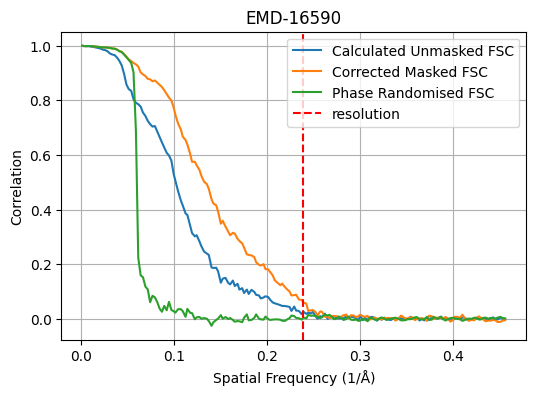 EMD-16590
Calculated Unmasked FSC
Corrected Masked FSC
Phase Randomised FSC
resolution
Correlation
1.0
0.8
0.6
0.4
0.2
0.0
0.0 0.1 0.2 0.3 0.4
Spatial Frequency (1/Å)